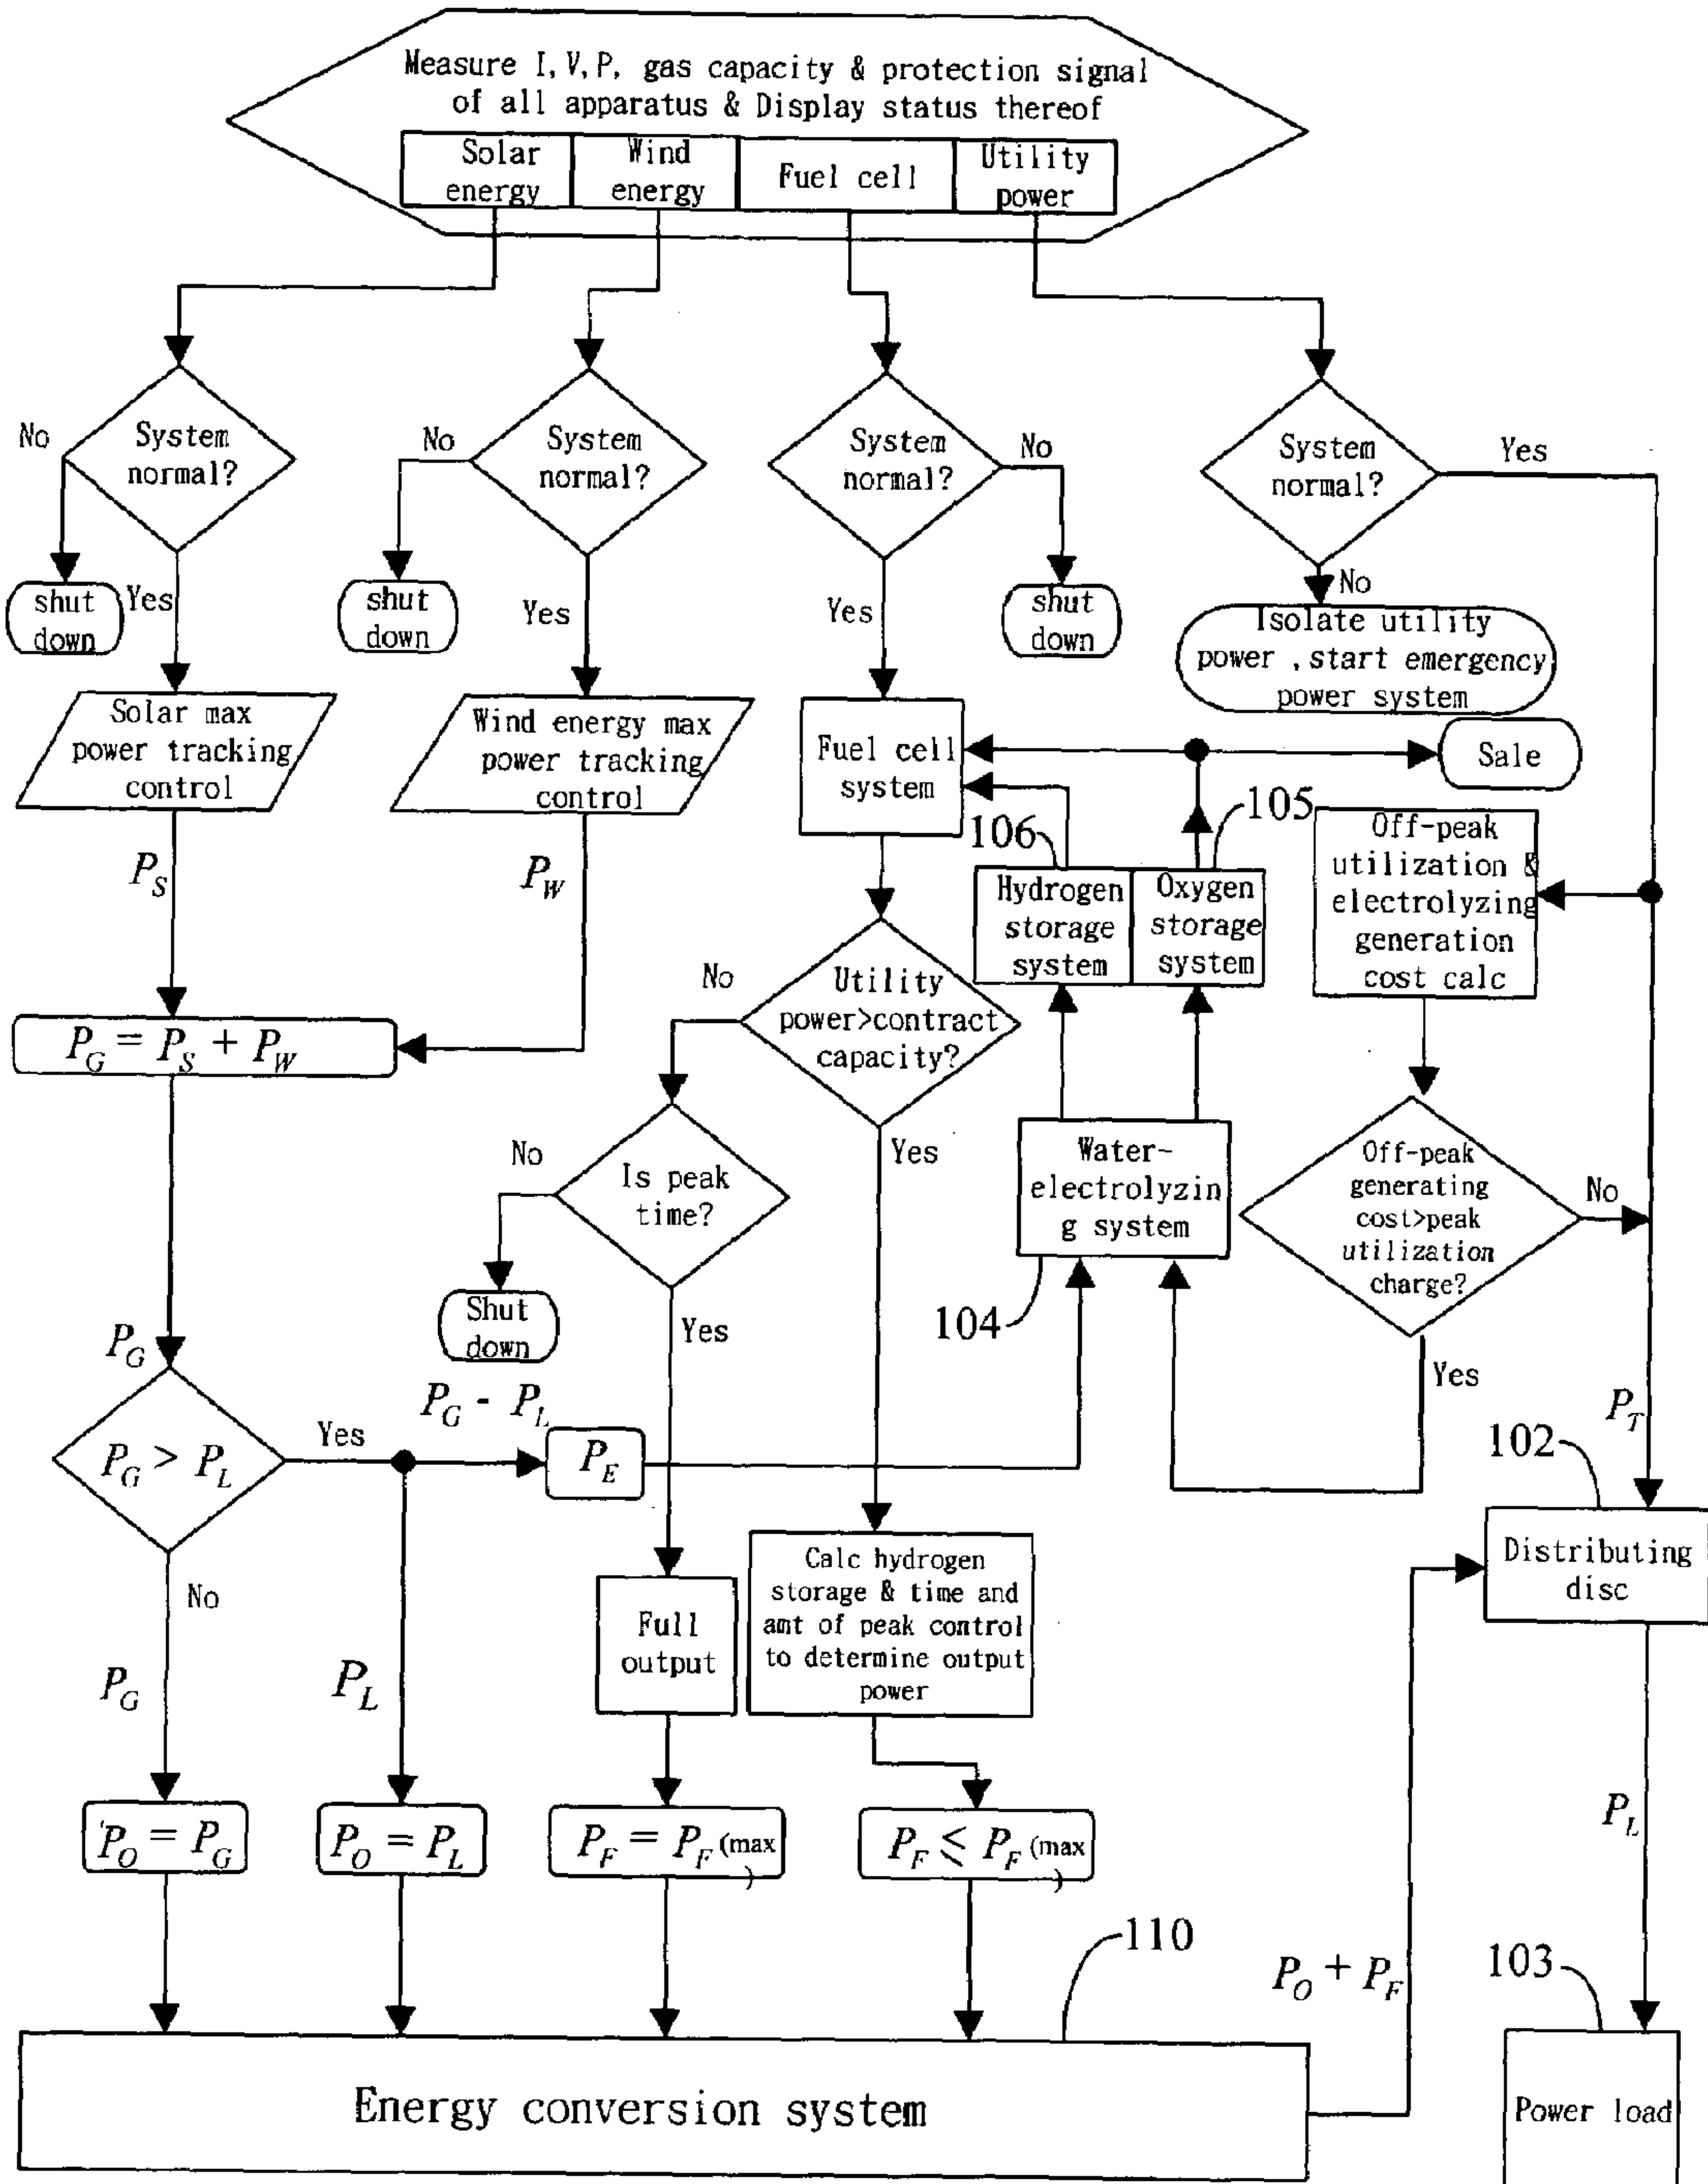 Measure I, V, P, gas capacity & protection signal
of all apparatus & Display status thereof
Solar
energy
Wind
energy
Fuel cell
Utility
power
No
System
normal?
No
System
normal?
System
normal?
No
System
normal?
Yes
shut
down
Yes
shut
down
Yes
Yes
shut
down
No
Isolate utility
power , start emergency
power system
Solar max
power tracking
control
Wind energy max
power tracking
control
Fuel cell
system
Sale
106
105
P_S
P_W
Hydrogen
storage
system
Oxygen
storage
system
Off-peak
utilization &
electrolyzing
generation
cost calc
P_G = P_S + P_W
No
Utility
power>contract
capacity?
No
Is peak
time?
Yes
Water-
electrolyzin
g system
Off-peak
generating
cost>peak
utilization
charge?
No
Shut
down
Yes
104
Yes
P_G
P_G - P_L
P_T
P_G > P_L
Yes
P_E
102
No
Full
output
Calc hydrogen
storage & time and
amt of peak control
to determine output
power
Distributing
disc
P_G
P_L
P_L
'P_O = P_G
P_O = P_L
P_F = P_F (max
)
P_F ≤ P_F (max
)
110
P_O + P_F
103
Energy conversion system
Power load